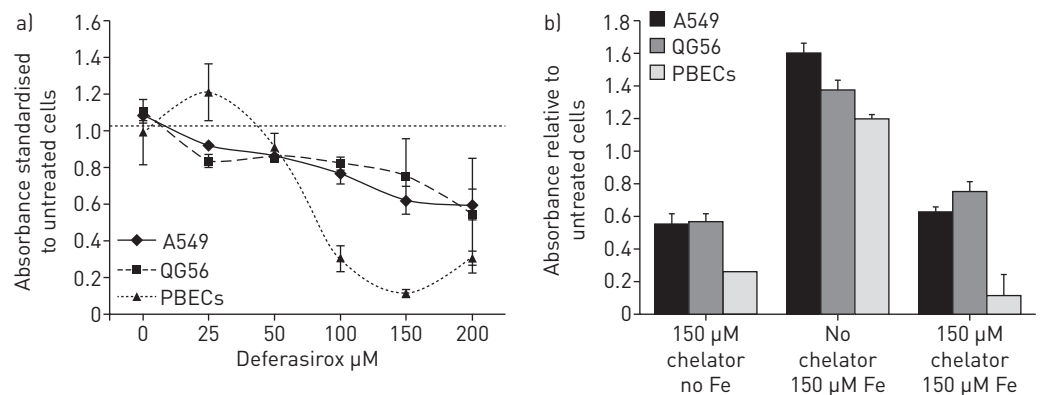 a)
Absorbance standardised
to untreated cells
1.6
1.4
1.2
1.0
0.8
0.6
0.4
0.2
0
A549
QG56
PBECs
0 25 50 100 150 200
Deferasirox µM
b)
Absorbance relative to
untreated cells
1.8
1.6
1.4
1.2
1.0
0.8
0.6
0.4
0.2
0
A549
QG56
PBECs
150 µM
chelator
no Fe
No
chelator
150 µM Fe
150 µM
chelator
150 µM Fe